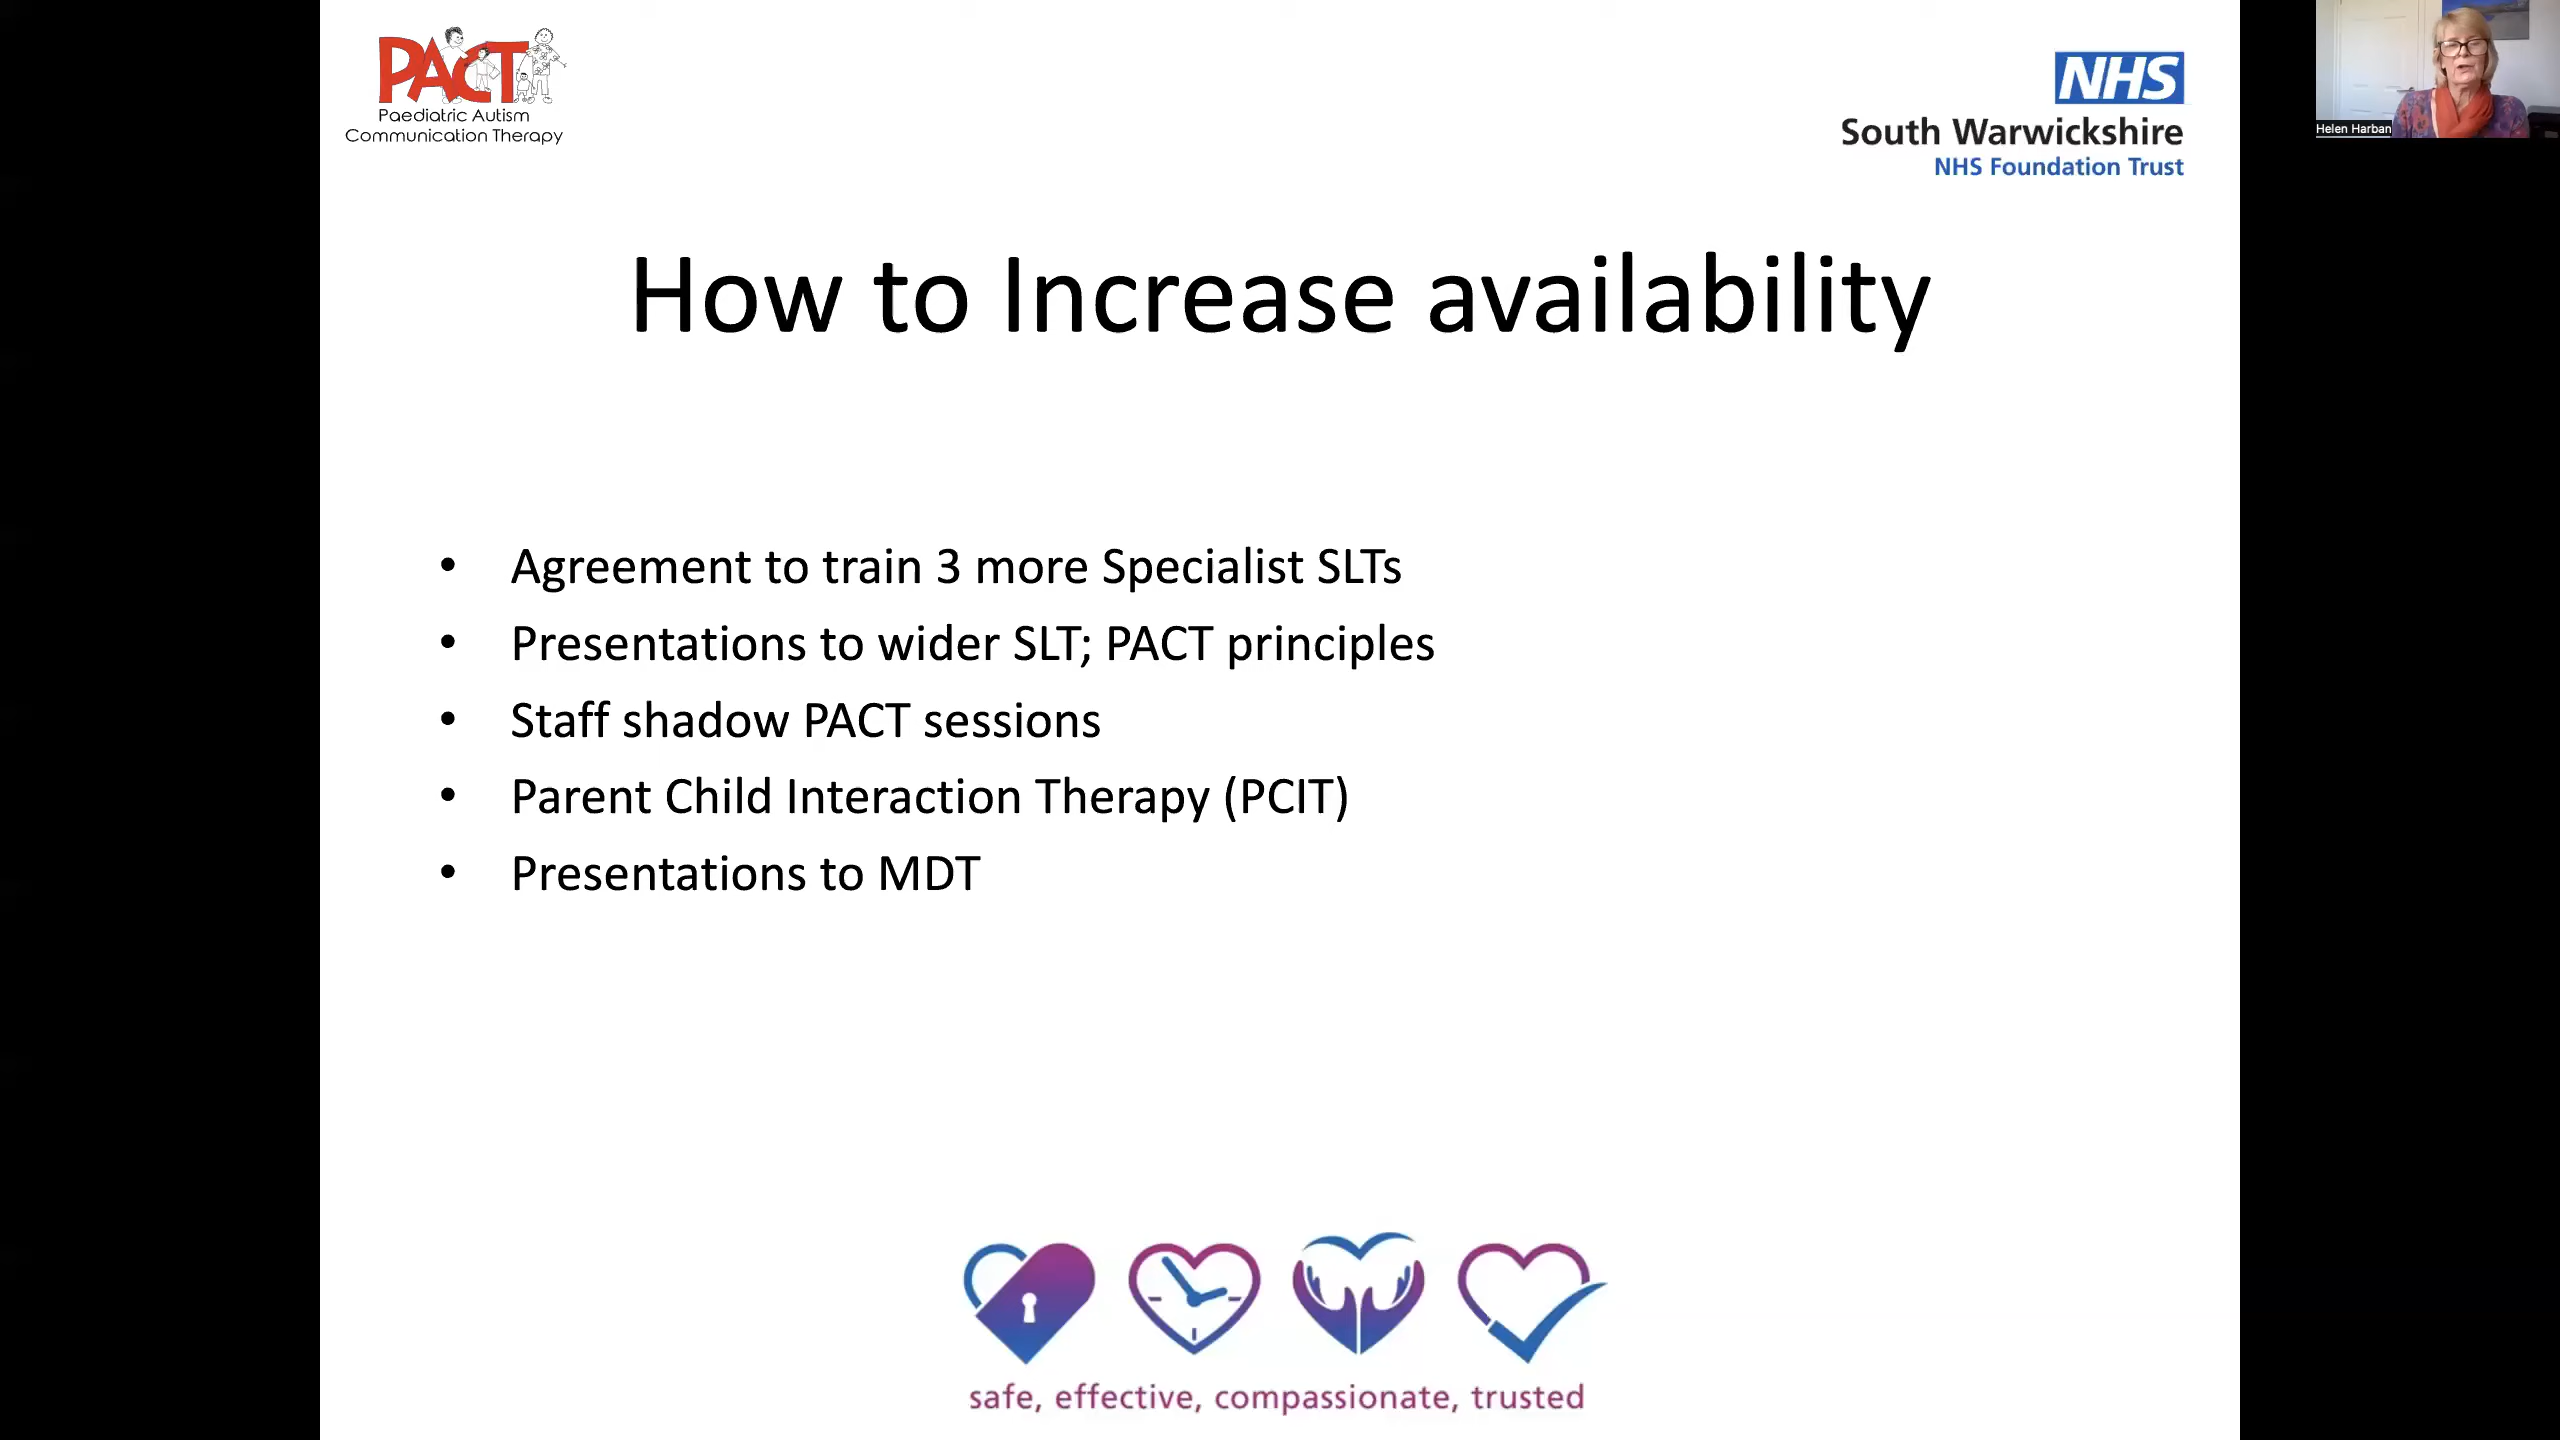 PACT
Paediatric Autism
Communication Therapy
NHS
South Warwickshire
NHS Foundation Trust
Helen Harban
How to Increase availability
• Agreement to train 3 more Specialist SLTs
• Presentations to wider SLT; PACT principles
• Staff shadow PACT sessions
• Parent Child Interaction Therapy (PCIT)
• Presentations to MDT
safe, effective, compassionate, trusted